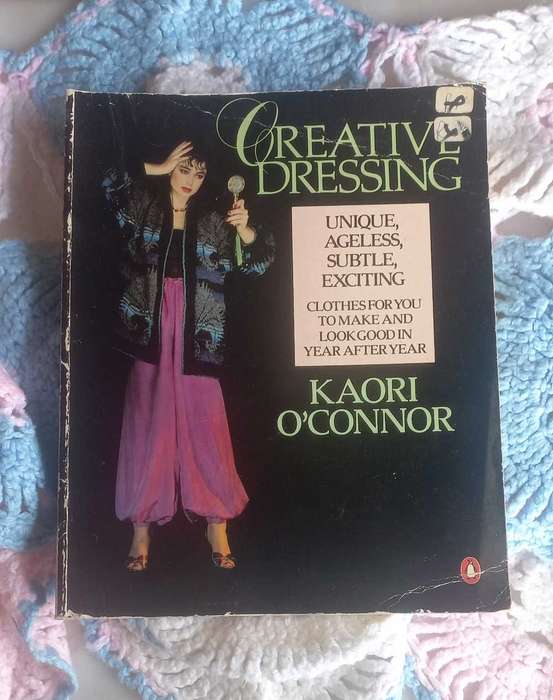 CREATIVE
DRESSING
UNIQUE,
AGELESS,
SUBTLE,
EXCITING
CLOTHES FOR YOU
TO MAKE AND
LOOK GOOD IN
YEAR AFTER YEAR
KAORI
O'CONNOR